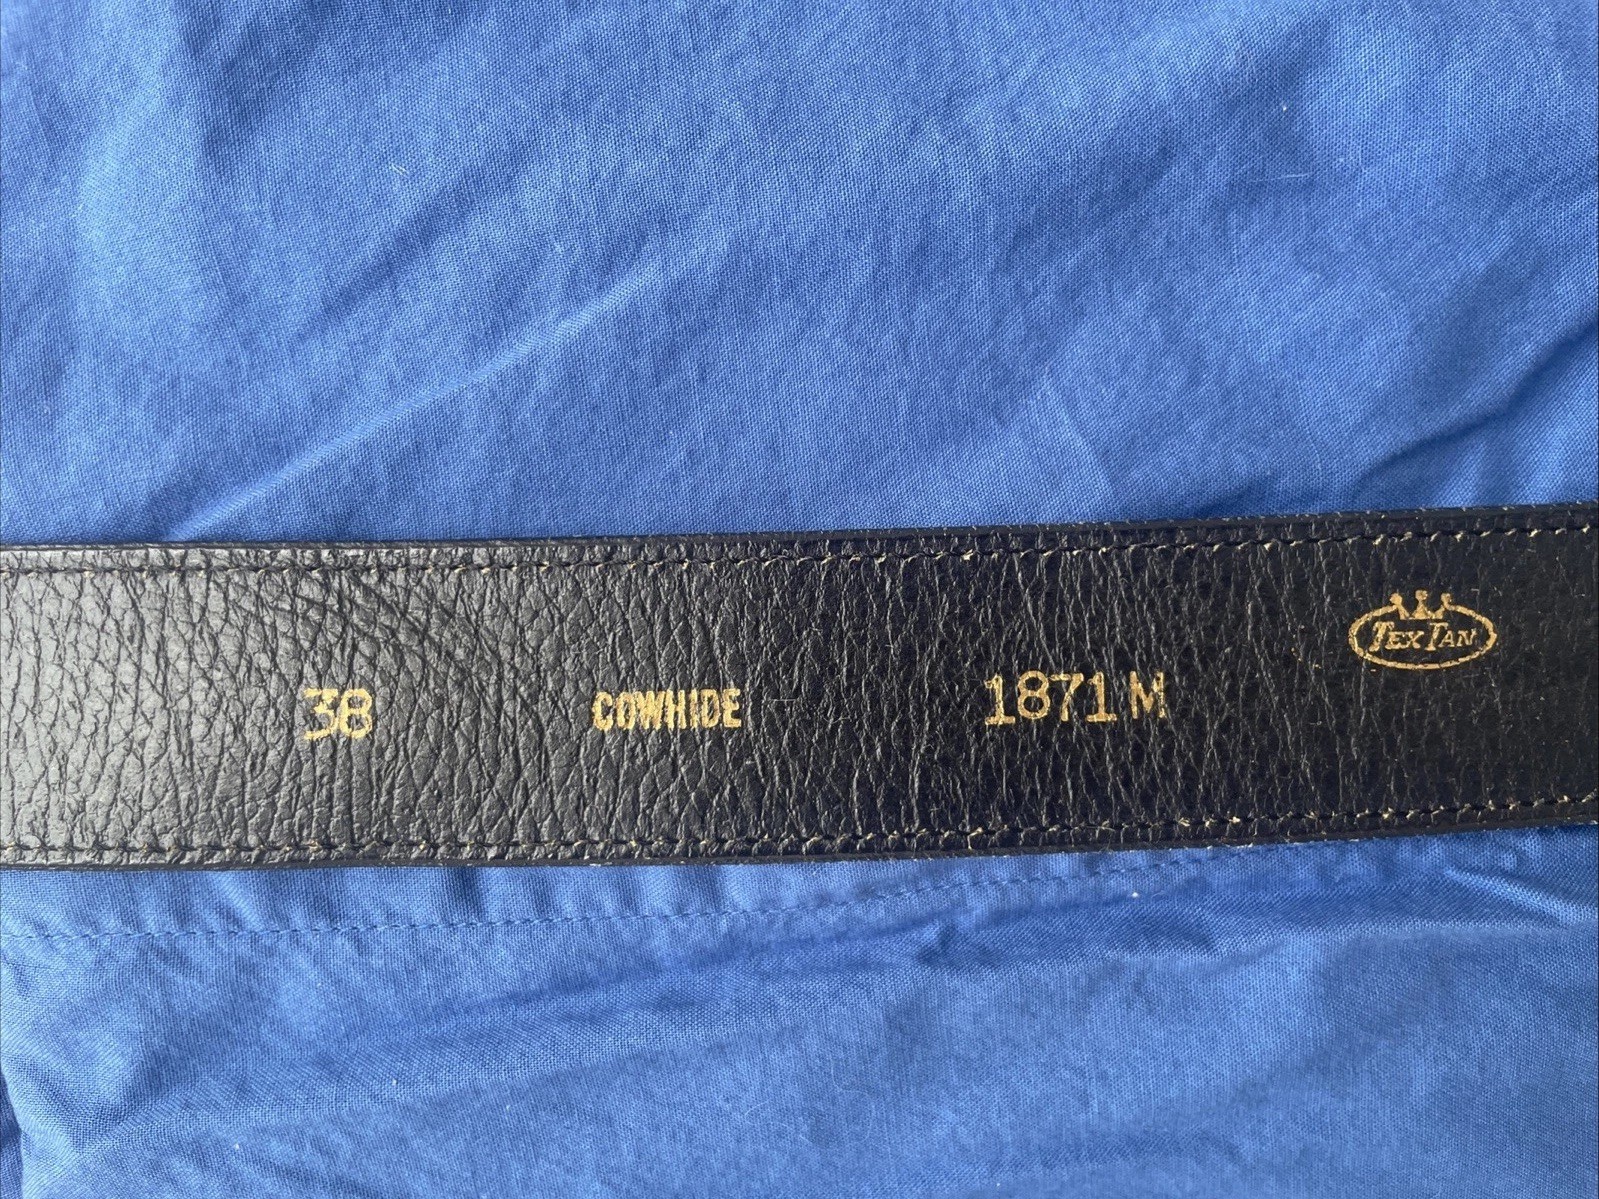 38 COWHIDE 1871 M TEX TAN